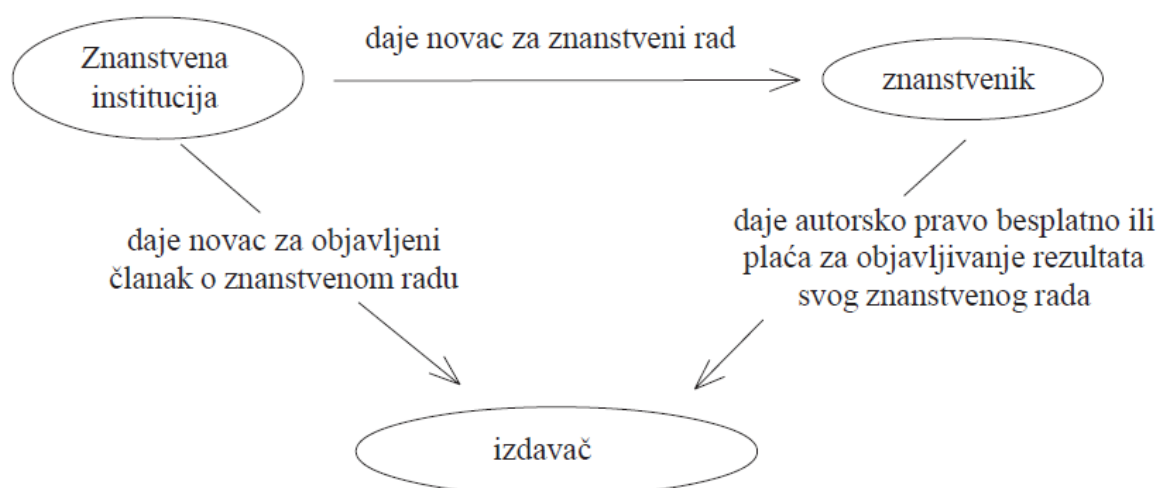 Znanstvena
institucija
daje novac za znanstveni rad
znanstvenik
daje novac za objavljeni
članak o znanstvenom radu
daje autorsko pravo besplatno ili
plaća za objavljivanje rezultata
svog znanstvenog rada
izdavač